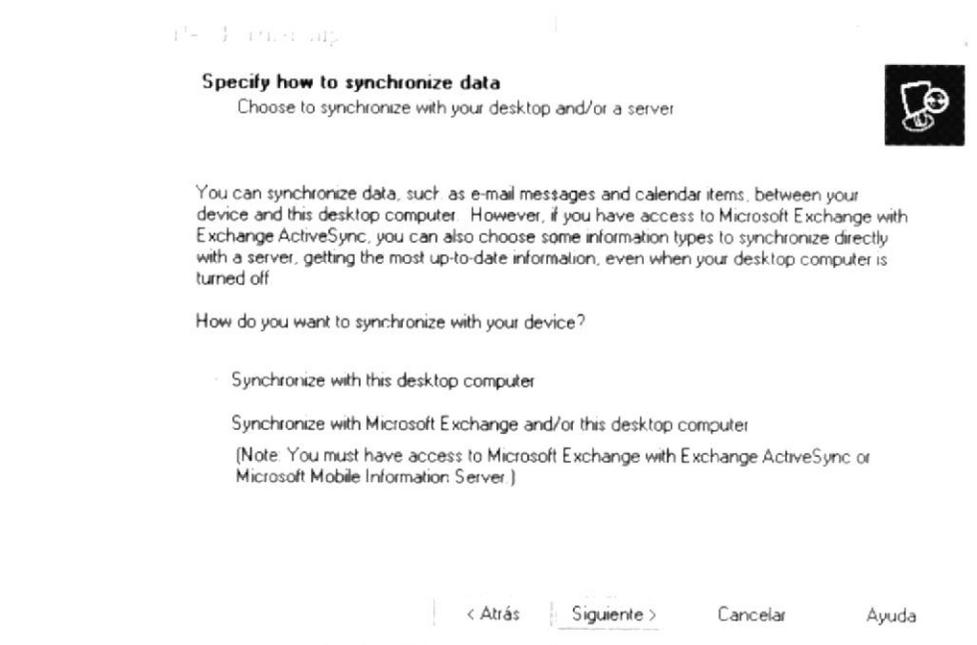 Specify how to synchronize data
Choose to synchronize with your desktop and/or a server
You can synchronize data, such as e-mail messages and calendar items, between your
device and this desktop computer. However, if you have access to Microsoft Exchange with
Exchange ActiveSync, you can also choose some information types to synchronize directly
with a server, getting the most up-to-date information, even when your desktop computer is
turned off
How do you want to synchronize with your device?
Synchronize with this desktop computer
Synchronize with Microsoft Exchange and/or this desktop computer
(Note: You must have access to Microsoft Exchange with Exchange ActiveSync or
Microsoft Mobile Information Server.)
< Atrás Siguiente > Cancelar Ayuda